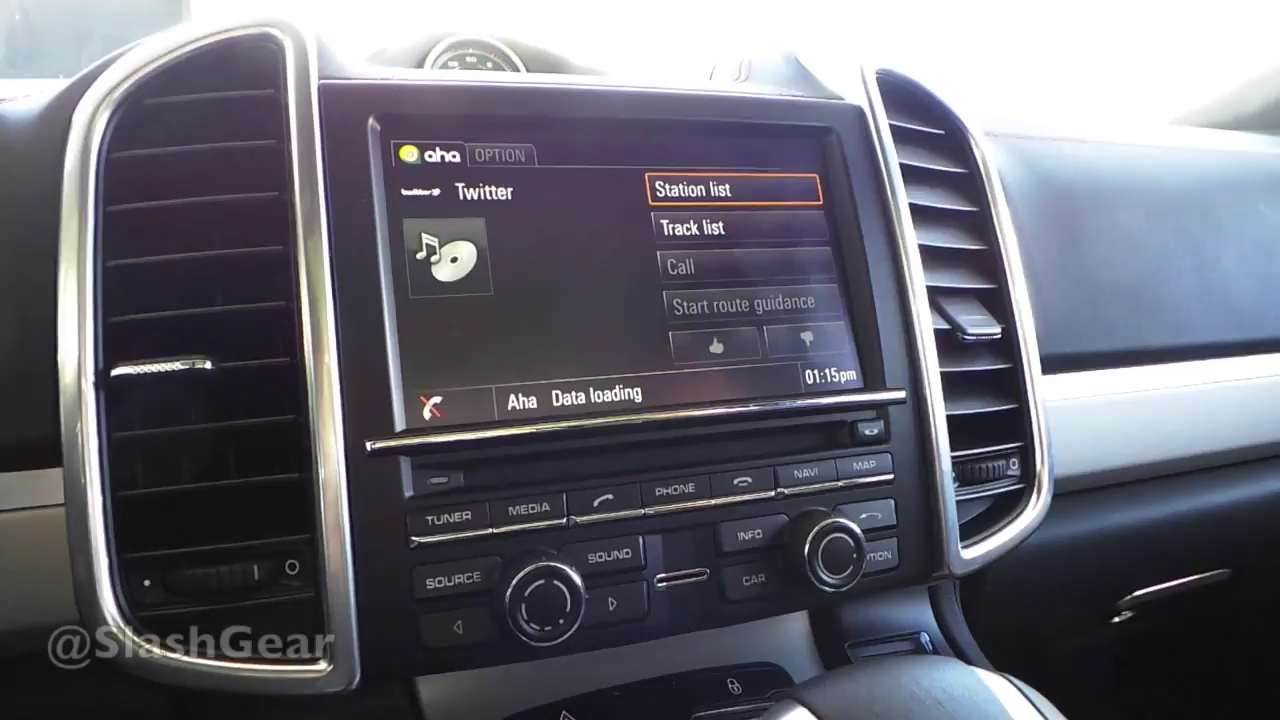 aha OPTION
twitter Twitter
Station list
Track list
Call
Start route guidance
Aha Data loading
01:15pm
TUNER MEDIA PHONE NAVI MAP
SOURCE SOUND INFO
CAR TION
@SlashGear